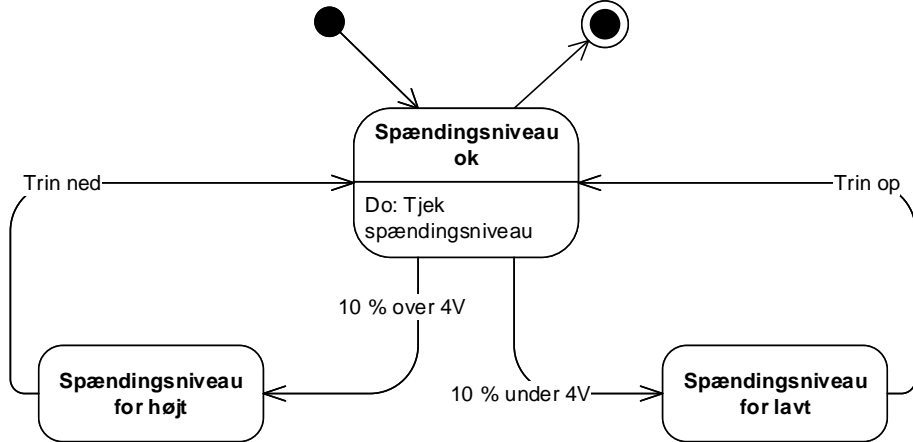 Spændingsniveau
ok
Trin ned
Trin op
Do: Tjek
spændingsniveau
10 % over 4V
Spændingsniveau
for højt
10 % under 4V
Spændingsniveau
for lavt